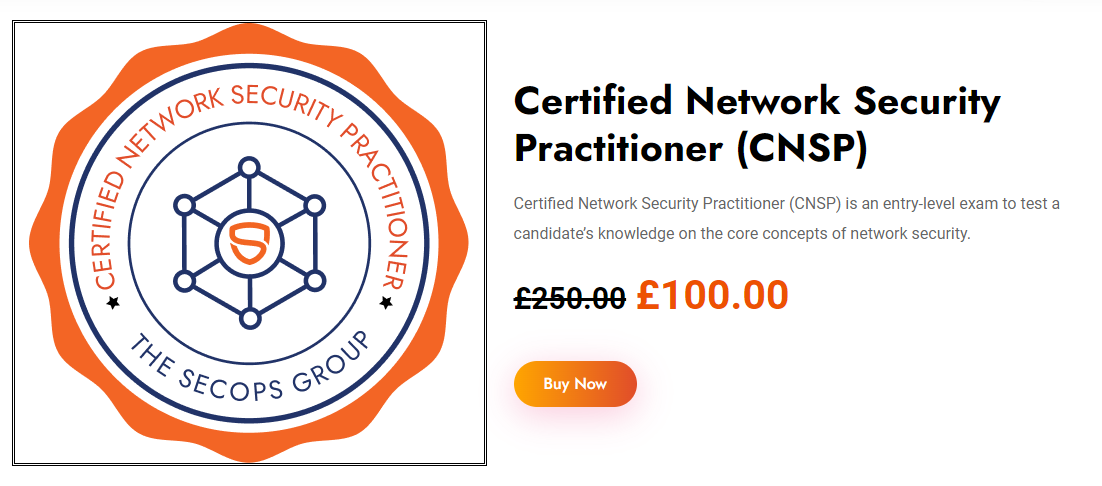 CERTIFIED NETWORK SECURITY PRACTITIONER
THE SECOPS GROUP
Certified Network Security
Practitioner (CNSP)
Certified Network Security Practitioner (CNSP) is an entry-level exam to test a
candidate’s knowledge on the core concepts of network security.
£250.00 £100.00
Buy Now